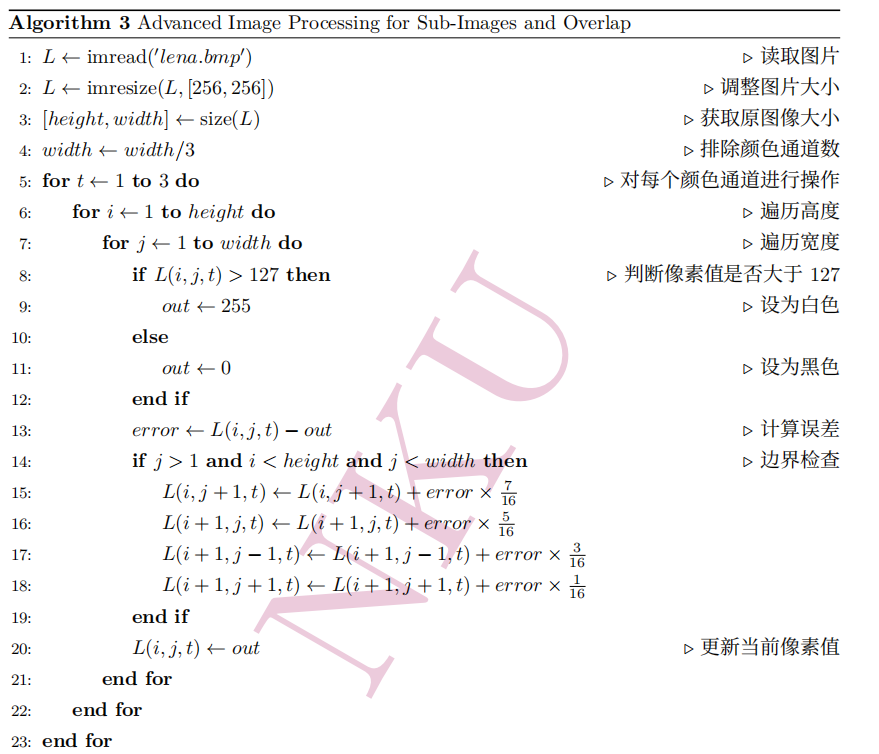 Algorithm 3 Advanced Image Processing for Sub-Images and Overlap
1: L ← imread('lena.bmp') ▷ 读取图片
2: L ← imresize(L, [256, 256]) ▷ 调整图片大小
3: [height, width] ← size(L) ▷ 获取原图像大小
4: width ← width/3 ▷ 排除颜色通道数
5: for t ← 1 to 3 do ▷ 对每个颜色通道进行操作
6: for i ← 1 to height do ▷ 遍历高度
7: for j ← 1 to width do ▷ 遍历宽度
8: if L(i, j, t) > 127 then ▷ 判断像素值是否大于 127
9: out ← 255 ▷ 设为白色
10: else
11: out ← 0 ▷ 设为黑色
12: end if
13: error ← L(i, j, t) − out ▷ 计算误差
14: if j > 1 and i < height and j < width then ▷ 边界检查
15: L(i, j + 1, t) ← L(i, j + 1, t) + error × 7/16
16: L(i + 1, j, t) ← L(i + 1, j, t) + error × 5/16
17: L(i + 1, j − 1, t) ← L(i + 1, j − 1, t) + error × 3/16
18: L(i + 1, j + 1, t) ← L(i + 1, j + 1, t) + error × 1/16
19: end if
20: L(i, j, t) ← out ▷ 更新当前像素值
21: end for
22: end for
23: end for
NKU